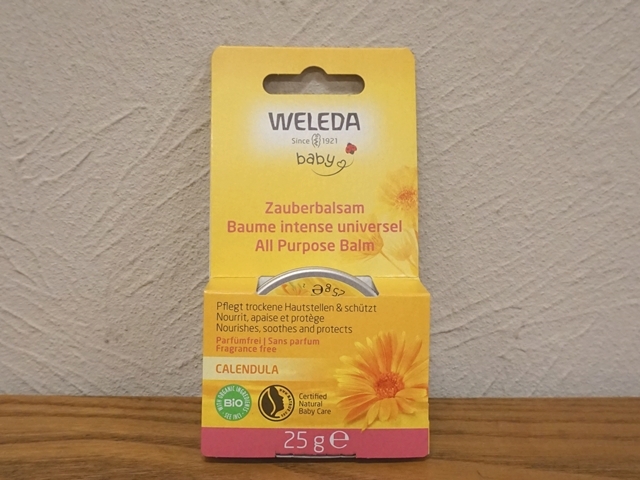 WELEDA
Since 1921
baby
Zauberbalsam
Baume intense universel
All Purpose Balm
Pflegt trockene Hautstellen & schützt
Nourrit, apaise et protège
Nourishes, soothes and protects
Parfümfrei | Sans parfum
Fragrance free
CALENDULA
BIO
Certified
Natural
Baby Care
25 g e